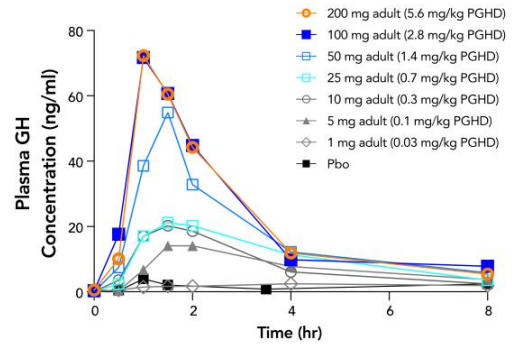 200 mg adult (5.6 mg/kg PGHD)
100 mg adult (2.8 mg/kg PGHD)
50 mg adult (1.4 mg/kg PGHD)
25 mg adult (0.7 mg/kg PGHD)
10 mg adult (0.3 mg/kg PGHD)
5 mg adult (0.1 mg/kg PGHD)
1 mg adult (0.03 mg/kg PGHD)
Pbo
Plasma GH
Concentration (ng/ml)
80
60
40
20
0
0
2
4
6
8
Time (hr)